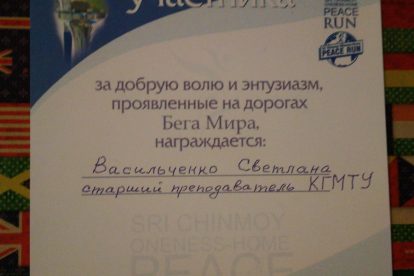 участника
PEACE
RUN
PEACE RUN
за добрую волю и энтузиазм,
проявленные на дорогах
Бега Мира,
награждается:
Васильченко Светлана
старший преподаватель КГМТУ
SRI CHINMOY
ONENESS-HOME
PEACE